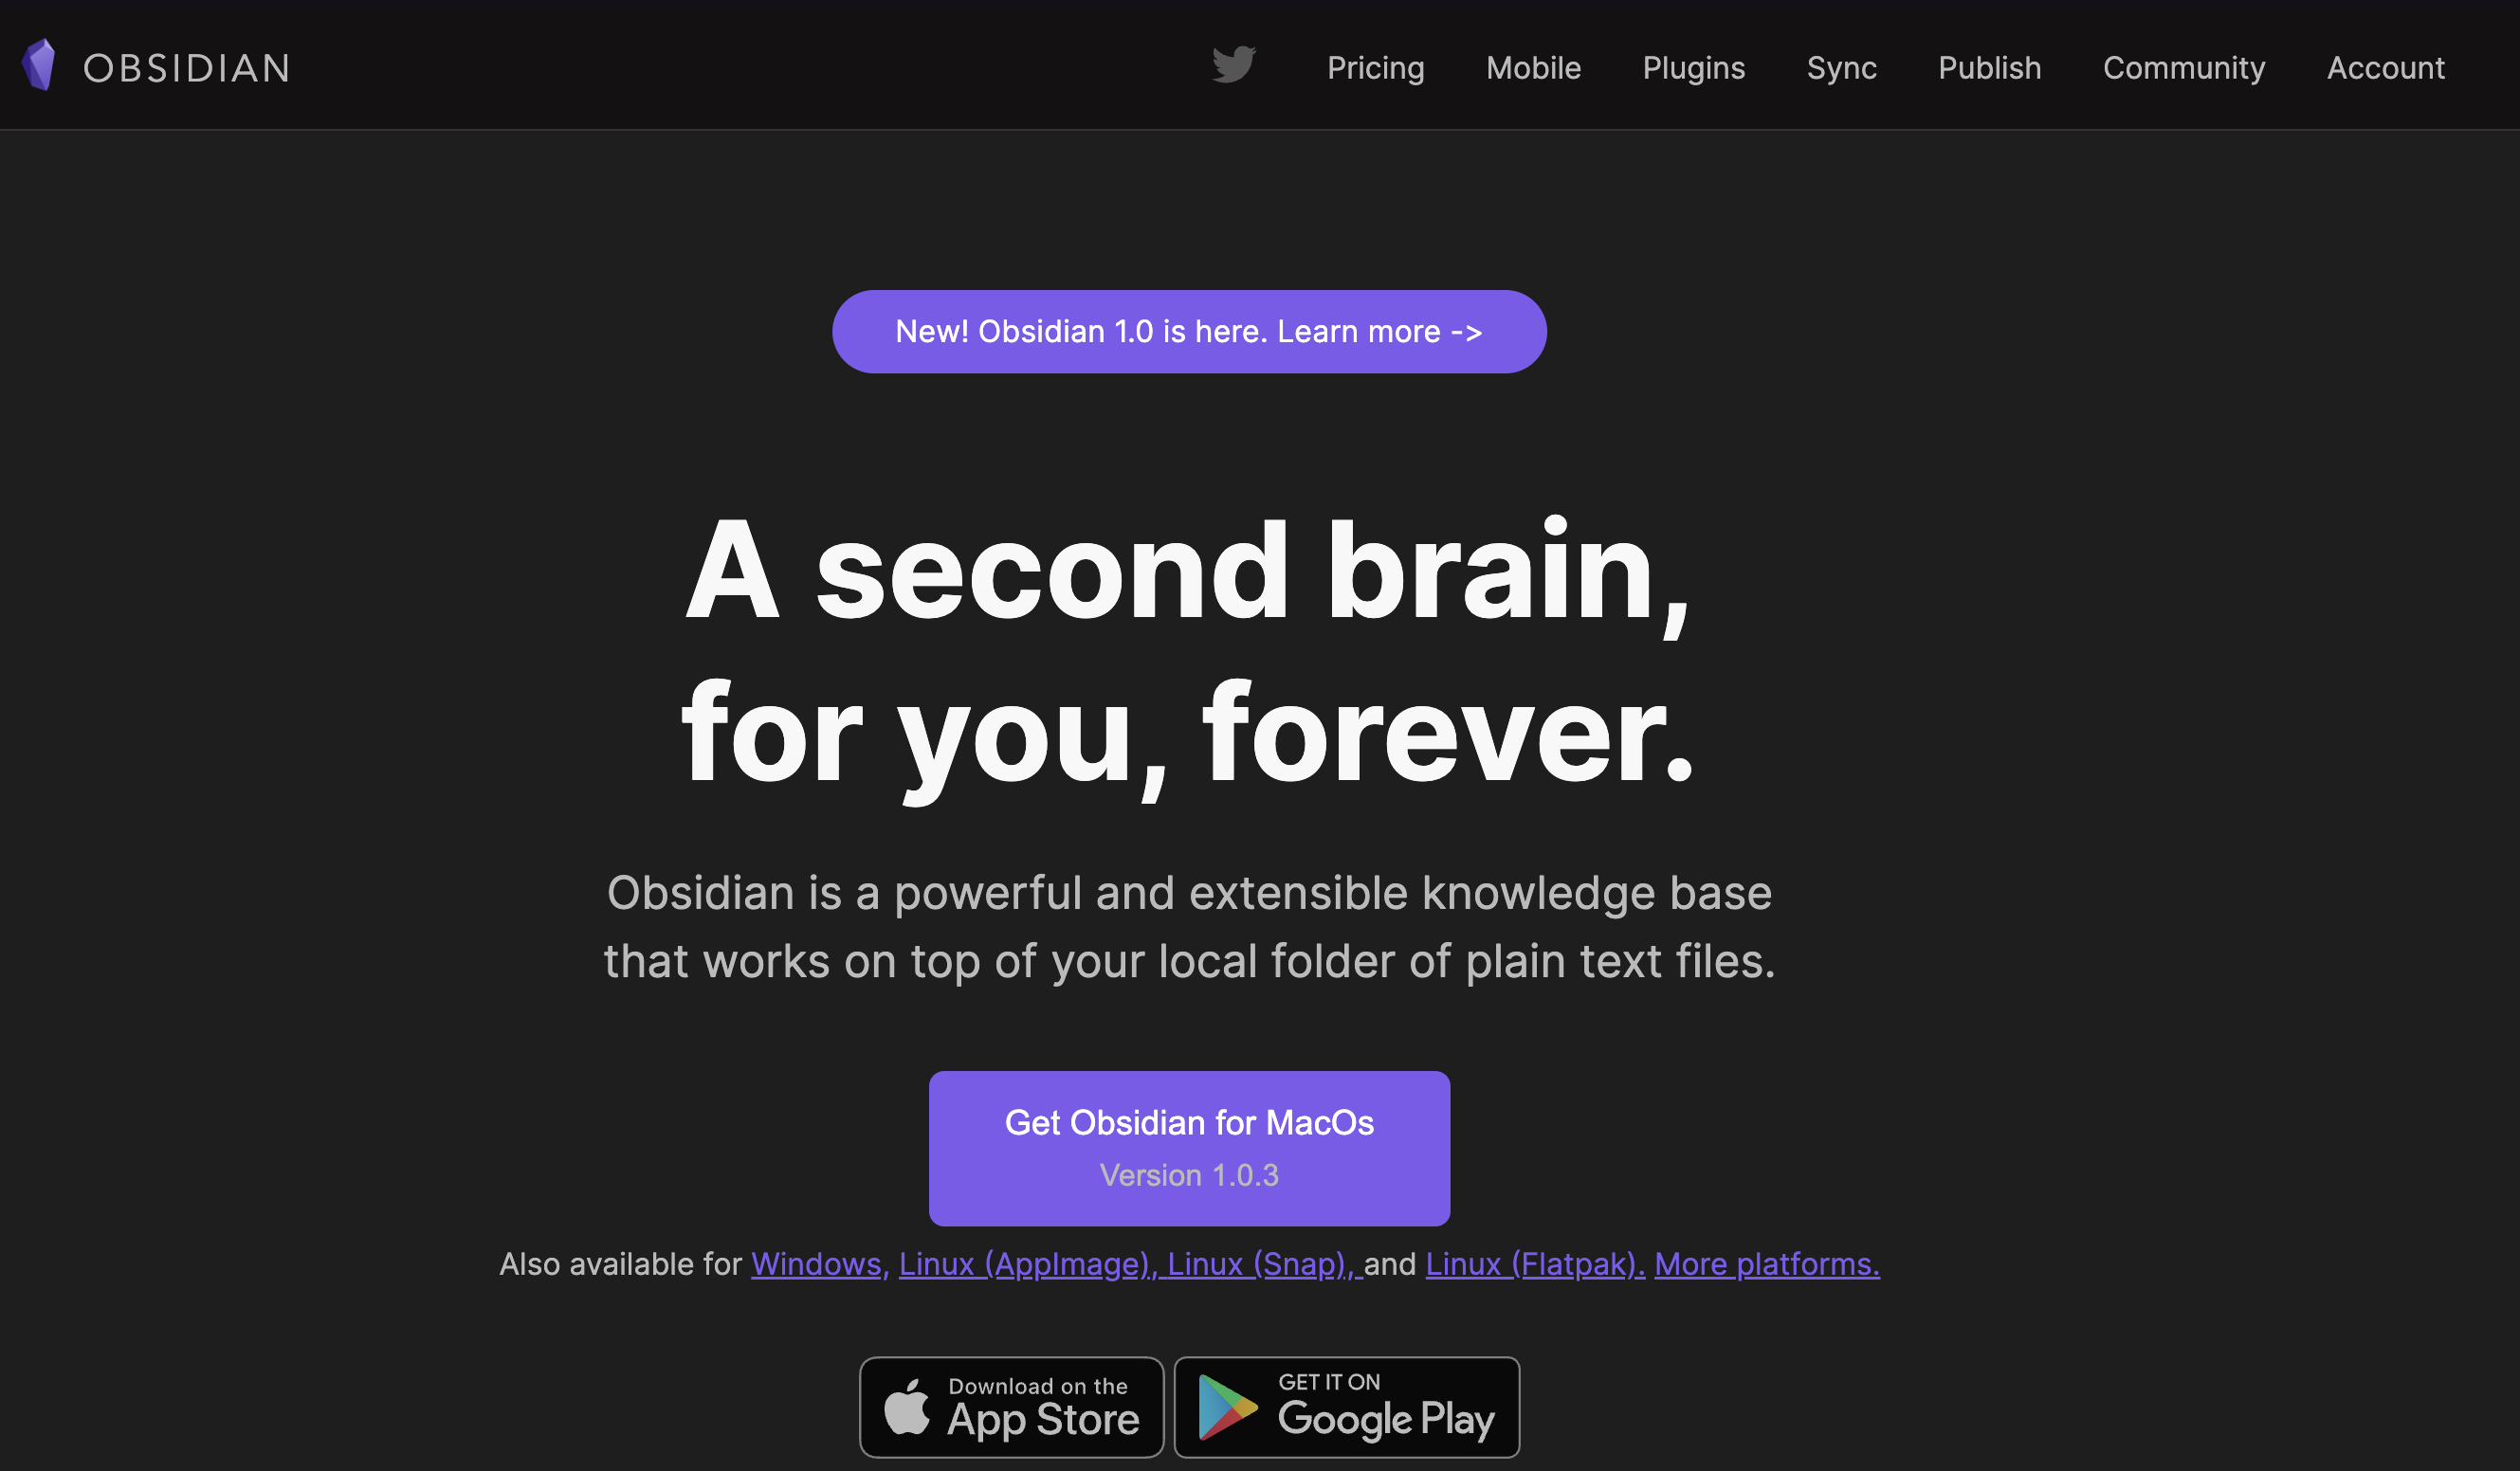 OBSIDIAN
Pricing Mobile Plugins Sync Publish Community Account
New! Obsidian 1.0 is here. Learn more ->
A second brain,
for you, forever.
Obsidian is a powerful and extensible knowledge base
that works on top of your local folder of plain text files.
Get Obsidian for MacOs
Version 1.0.3
Also available for Windows, Linux (AppImage), Linux (Snap), and Linux (Flatpak). More platforms.
Download on the
App Store
GET IT ON
Google Play